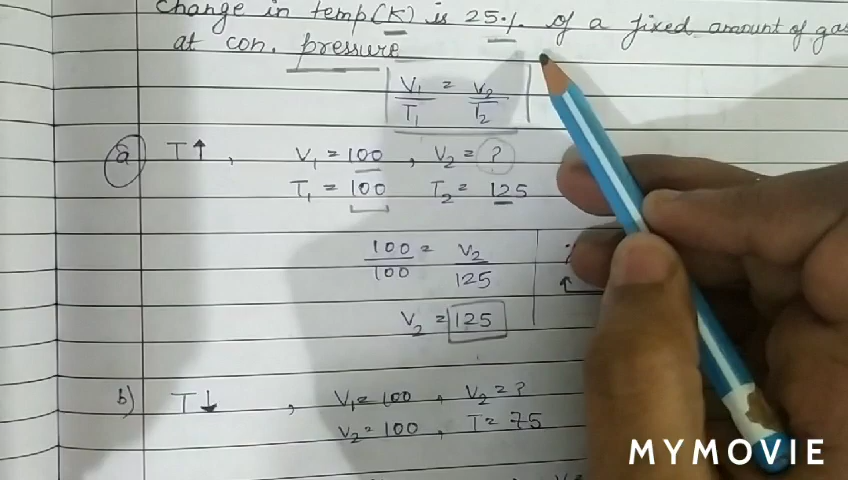 change in temp(K) is 25% of a fixed amount of gas
at con. pressure
V₁/T₁ = V₂/T₂
a) T↑, V₁ = 100, V₂ = ?
T₁ = 100 T₂ = 125
100/100 = V₂/125
V₂ = 125
b) T↓, V₁ = 100, V₂ = ?
V₂ = 100, T = 75
MYMOVIE